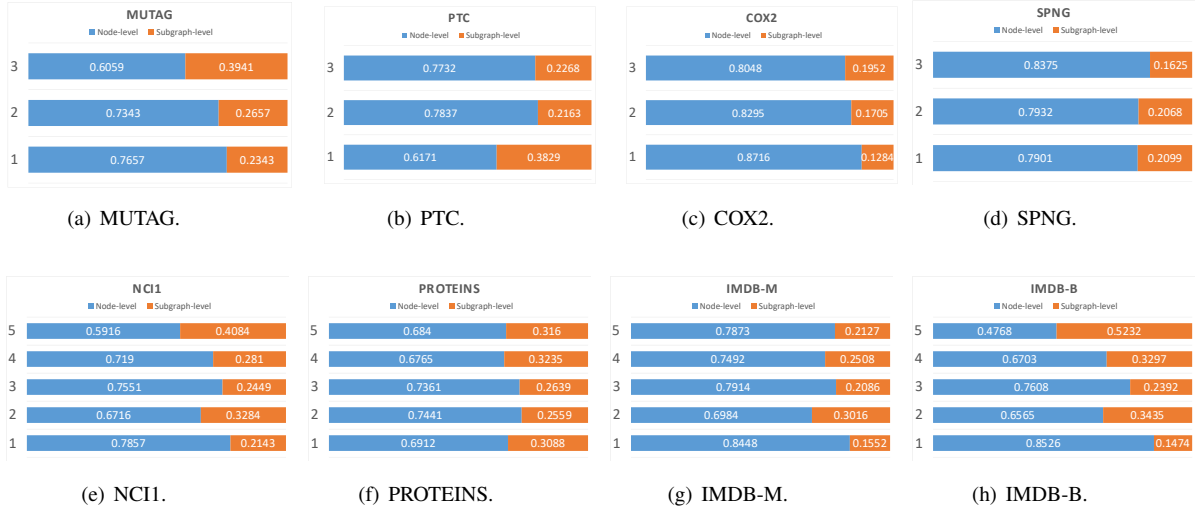 MUTAG
Node-level Subgraph-level
3 0.6059 0.3941
2 0.7343 0.2657
1 0.7657 0.2343
(a) MUTAG.
PTC
Node-level Subgraph-level
3 0.7732 0.2268
2 0.7837 0.2163
1 0.6171 0.3829
(b) PTC.
COX2
Node-level Subgraph-level
3 0.8048 0.1952
2 0.8295 0.1705
1 0.8716 0.1284
(c) COX2.
SPNG
Node-level Subgraph-level
3 0.8375 0.1625
2 0.7932 0.2068
1 0.7901 0.2099
(d) SPNG.
NCI1
Node-level Subgraph-level
5 0.5916 0.4084
4 0.719 0.281
3 0.7551 0.2449
2 0.6716 0.3284
1 0.7857 0.2143
(e) NCI1.
PROTEINS
Node-level Subgraph-level
5 0.684 0.316
4 0.6765 0.3235
3 0.7361 0.2639
2 0.7441 0.2559
1 0.6912 0.3088
(f) PROTEINS.
IMDB-M
Node-level Subgraph-level
5 0.7873 0.2127
4 0.7492 0.2508
3 0.7914 0.2086
2 0.6984 0.3016
1 0.8448 0.1552
(g) IMDB-M.
IMDB-B
Node-level Subgraph-level
5 0.4768 0.5232
4 0.6703 0.3297
3 0.7608 0.2392
2 0.6565 0.3435
1 0.8526 0.1474
(h) IMDB-B.